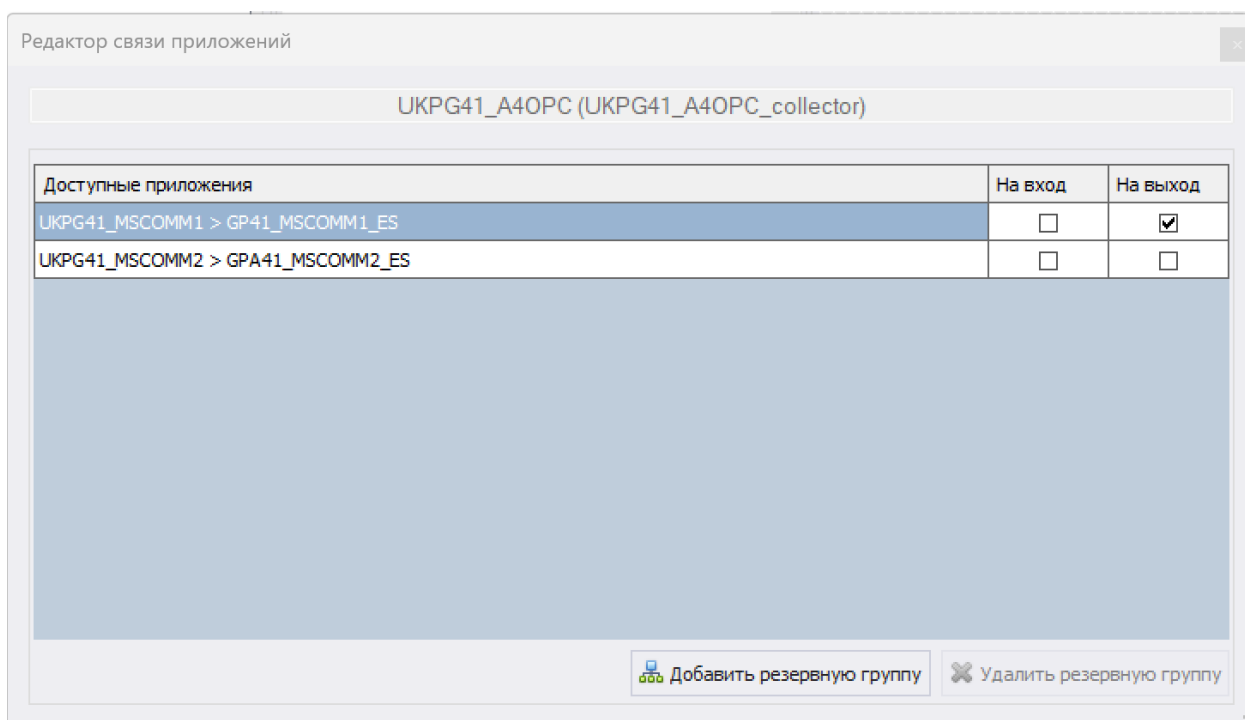 Редактор связи приложений
UKPG41_A4OPC (UKPG41_A4OPC_collector)
Доступные приложения На вход На выход
UKPG41_MSCOMM1 > GP41_MSCOMM1_ES
UKPG41_MSCOMM2 > GPA41_MSCOMM2_ES
Добавить резервную группу Удалить резервную группу